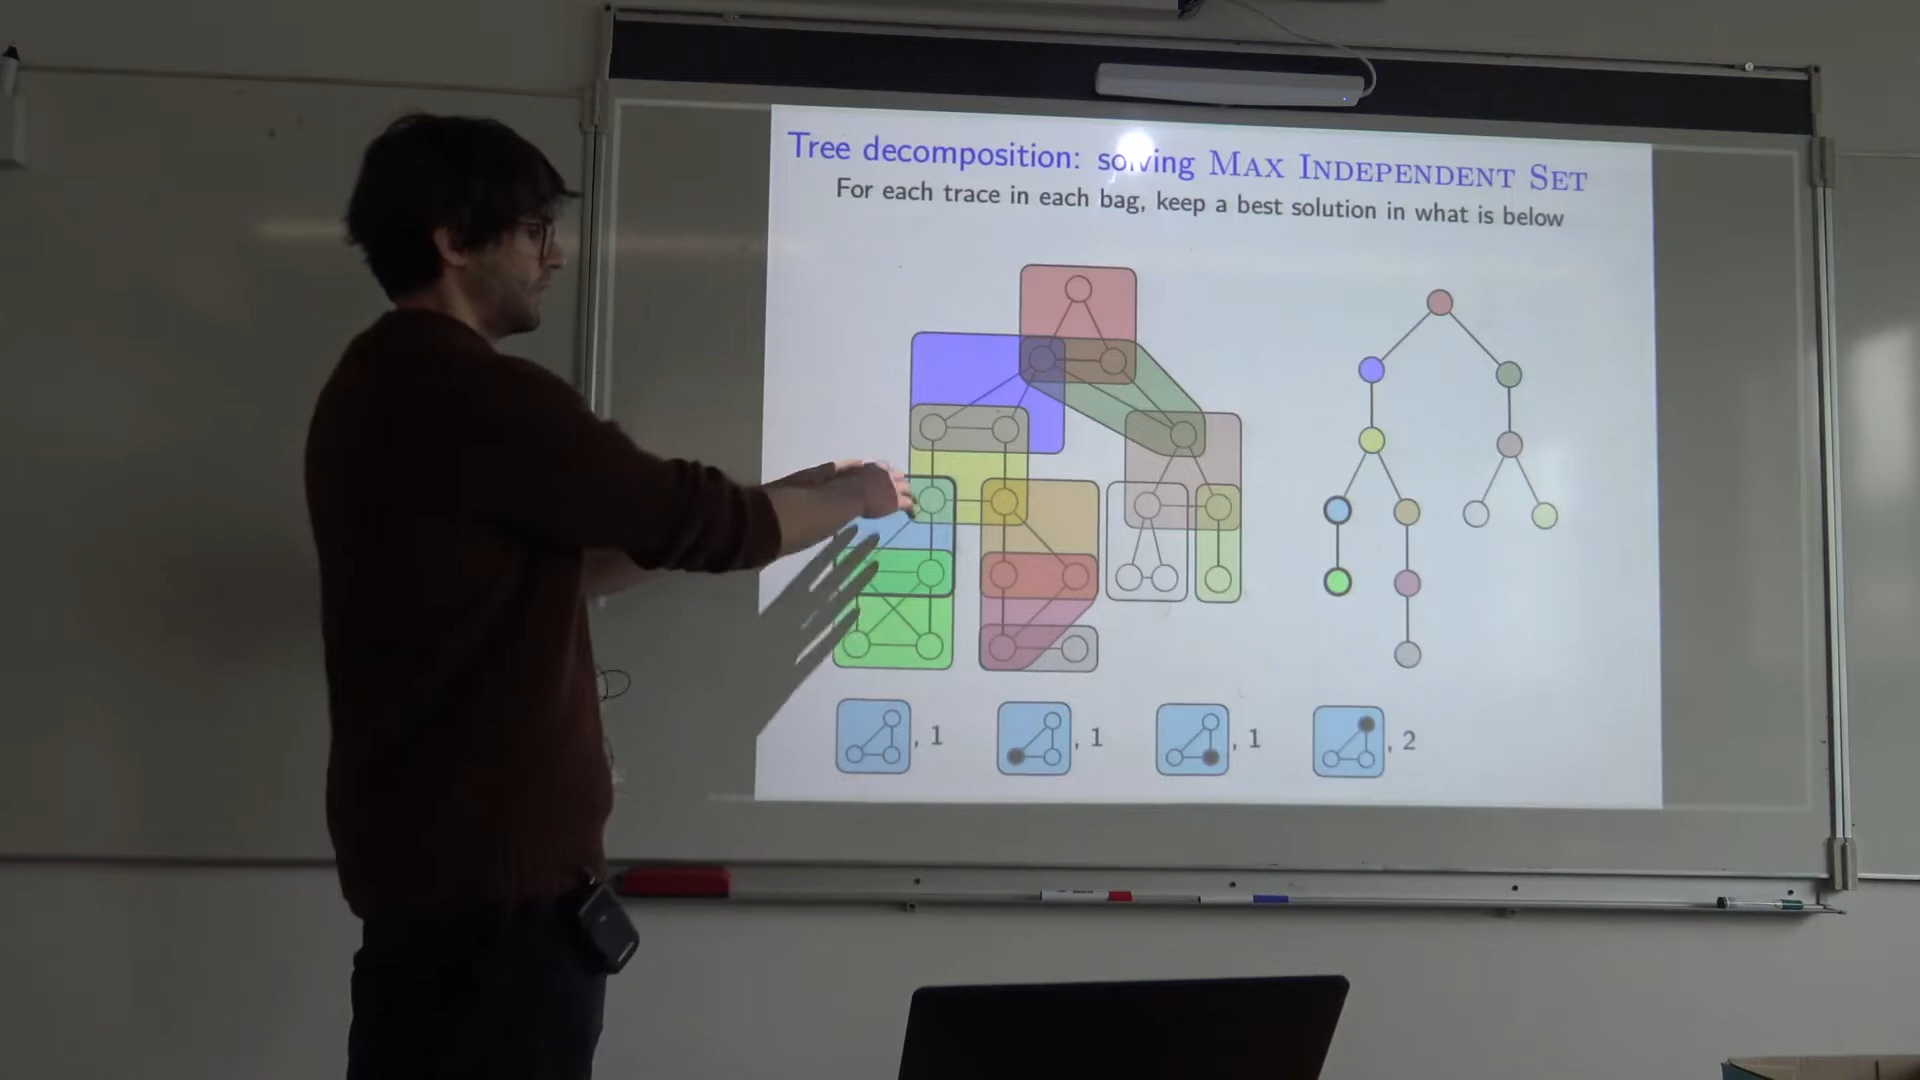 Tree decomposition: solving MAX INDEPENDENT SET
For each trace in each bag, keep a best solution in what is below
, 1 , 1 , 1 , 2